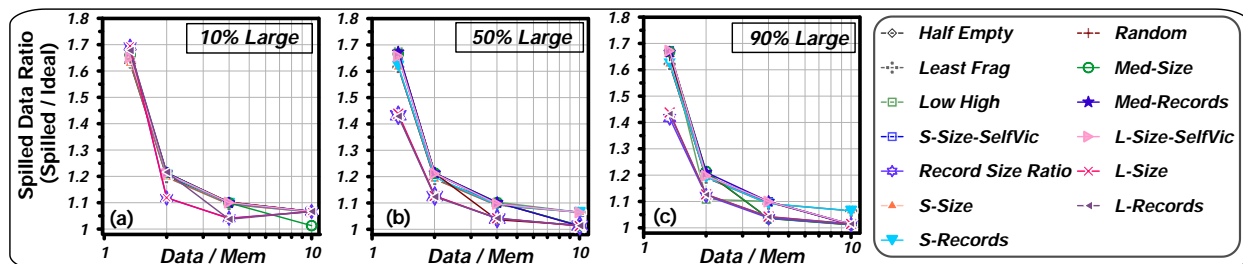 Spilled Data Ratio
(Spilled / Ideal)
1.8
1.7
1.6
1.5
1.4
1.3
1.2
1.1
1
10% Large
(a)
1
10
Data / Mem
1.8
1.7
1.6
1.5
1.4
1.3
1.2
1.1
1
50% Large
(b)
1
10
Data / Mem
1.8
1.7
1.6
1.5
1.4
1.3
1.2
1.1
1
90% Large
(c)
1
10
Data / Mem
Half Empty
Least Frag
Low High
S-Size-SelfVic
Record Size Ratio
S-Size
S-Records
Random
Med-Size
Med-Records
L-Size-SelfVic
L-Size
L-Records